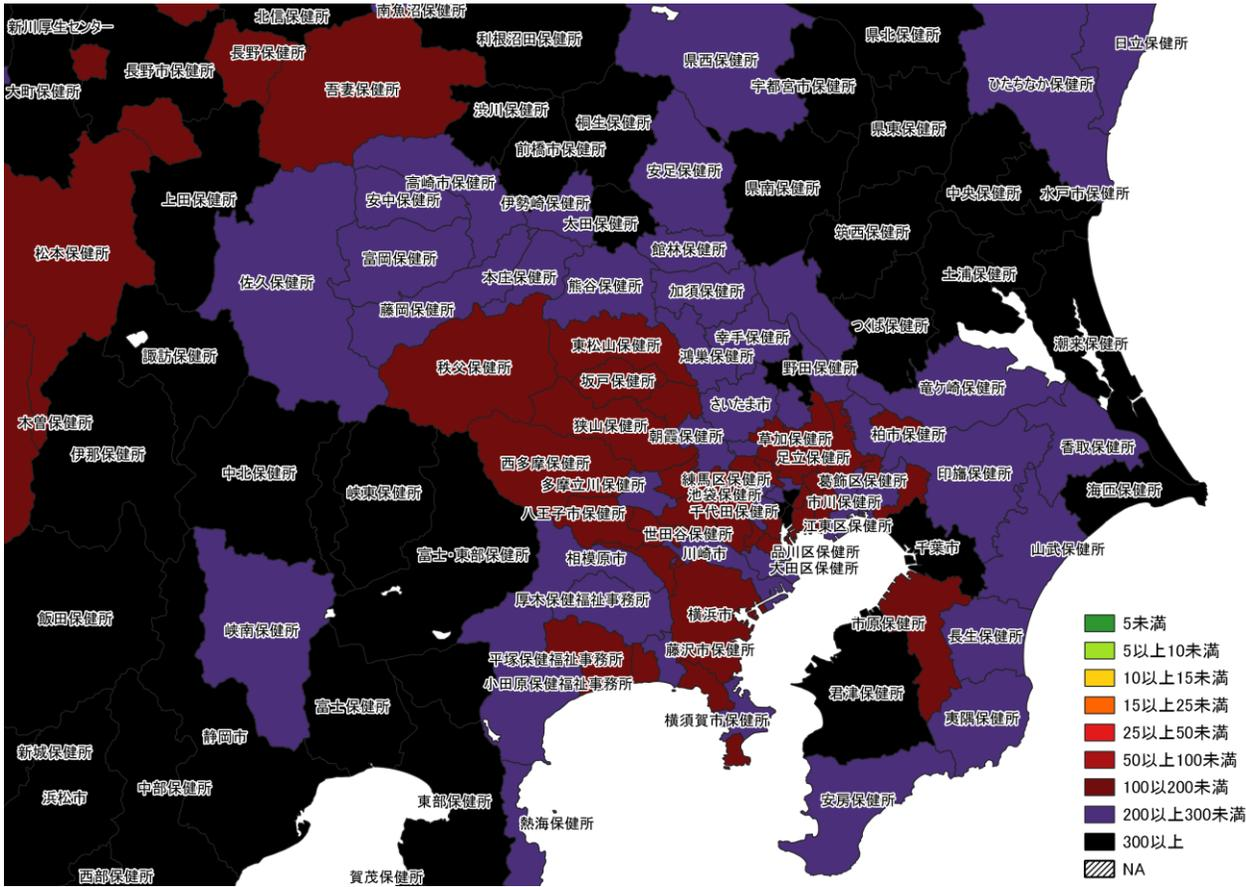 新川厚生センター
北信保健所
南魚沼保健所
利根沼田保健所
県北保健所
日立保健所
長野保健所
長野市保健所
大町保健所
吾妻保健所
渋川保健所
桐生保健所
前橋市保健所
県西保健所
宇都宮市保健所
ひたちなか保健所
県東保健所
上田保健所
高崎市保健所
安中保健所
伊勢崎保健所
太田保健所
安足保健所
県南保健所
中央保健所
水戸市保健所
松本保健所
佐久保健所
富岡保健所
本庄保健所
熊谷保健所
館林保健所
加須保健所
筑西保健所
土浦保健所
藤岡保健所
諏訪保健所
秩父保健所
東松山保健所
坂戸保健所
鴻巣保健所
幸手保健所
野田保健所
つくば保健所
潮来保健所
竜ケ崎保健所
さいたま市
木曽保健所
伊那保健所
中北保健所
峡東保健所
狭山保健所
朝霞保健所
草加保健所
足立保健所
柏市保健所
西多摩保健所
多摩立川保健所
練馬区保健所
池袋保健所
千代田保健所
葛飾区保健所
市川保健所
印旛保健所
香取保健所
海匝保健所
八王子市保健所
世田谷保健所
江東区保健所
富士・東部保健所
相模原市
川崎市
品川区保健所
大田区保健所
千葉市
山武保健所
飯田保健所
峡南保健所
厚木保健福祉事務所
横浜市
市原保健所
長生保健所
平塚保健福祉事務所
藤沢市保健所
小田原保健福祉事務所
君津保健所
横須賀市保健所
夷隅保健所
新城保健所
静岡市
富士保健所
浜松市
中部保健所
東部保健所
熱海保健所
安房保健所
西部保健所
賀茂保健所
5未満
5以上10未満
10以上15未満
15以上25未満
25以上50未満
50以上100未満
100以200未満
200以上300未満
300以上
NA